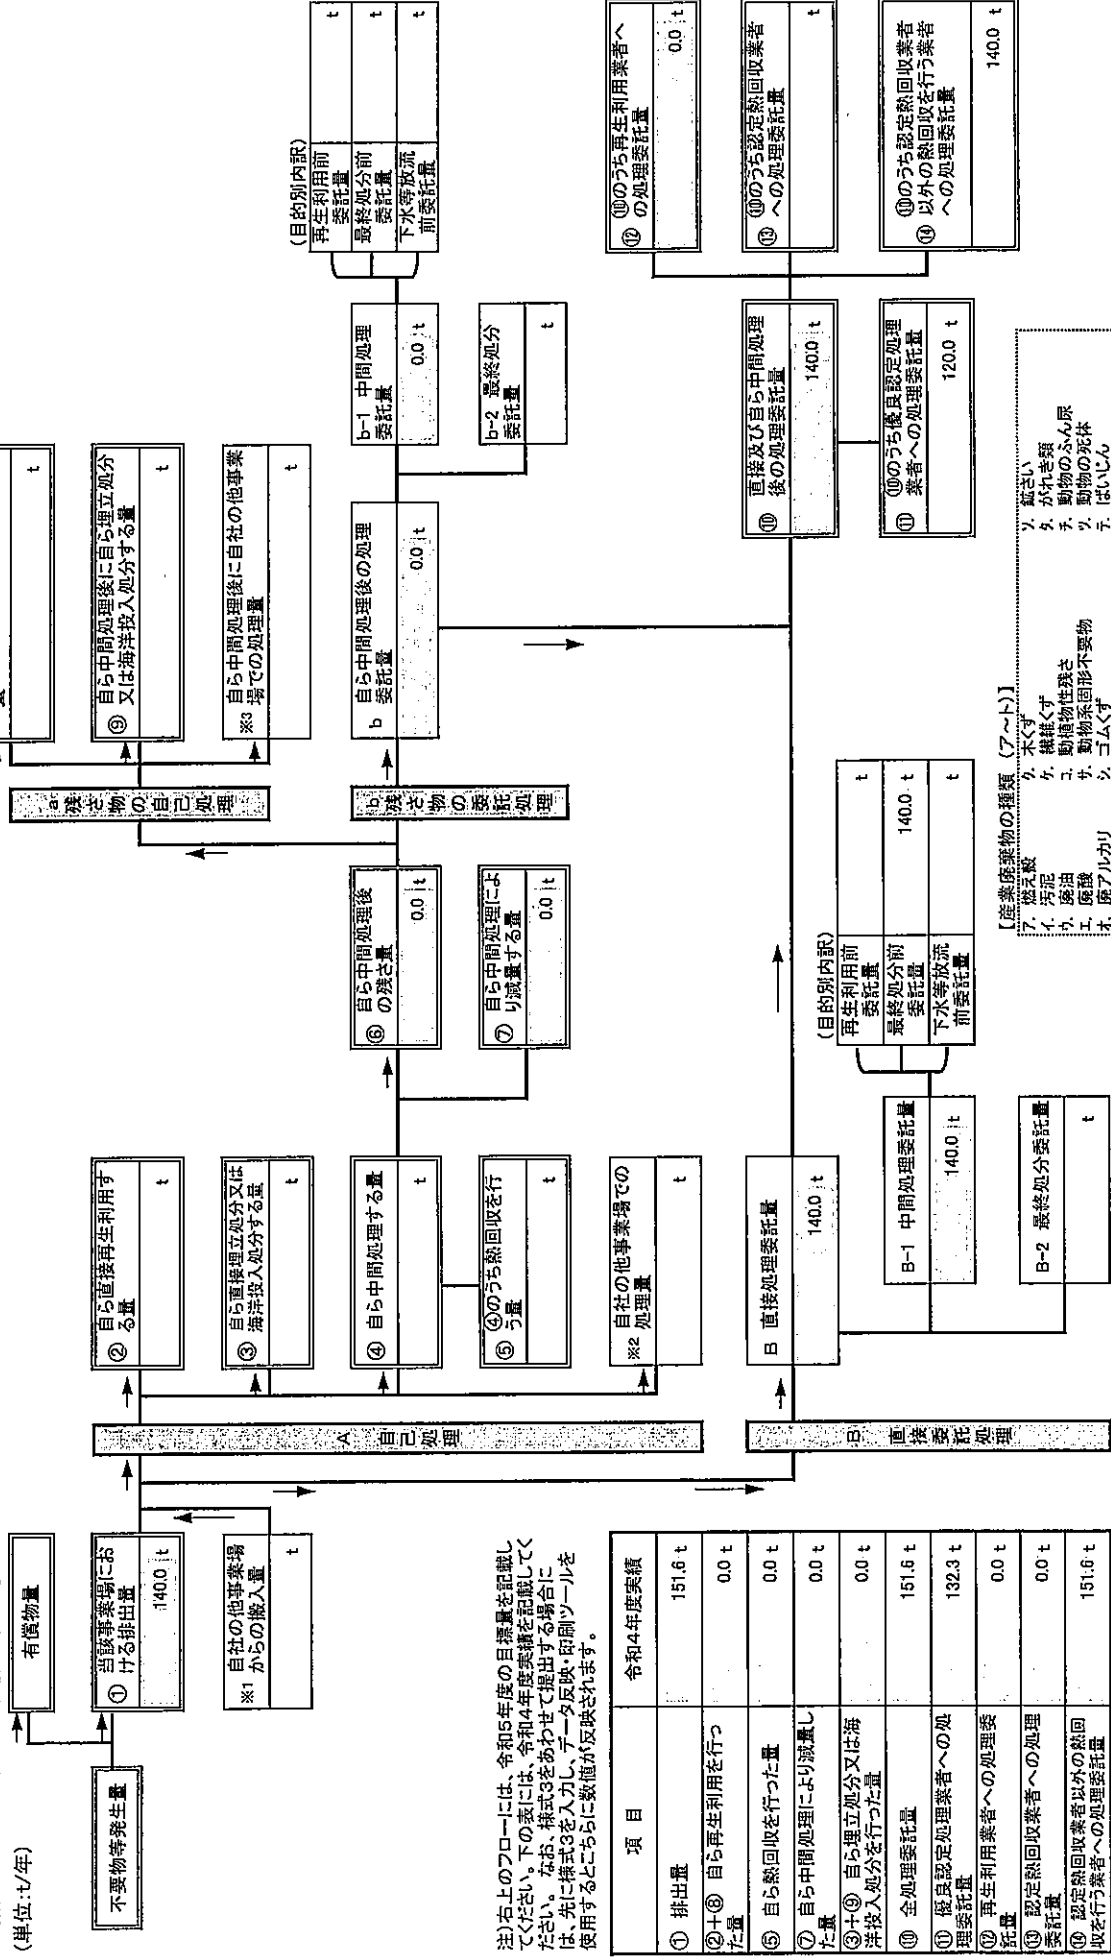 (単位:t/年)
有償物量
不要物等発生量
① 当該事業場にお
ける排出量
140.0 t
※1 自社の他事業場
からの搬入量
t
A 自己処理
② 自ら直接再生利用す
る量
t
③ 自ら直接埋立処分又は
海洋投入処分する量
t
④ 自ら中間処理する量
t
⑤ ④のうち熱回収を行
う量
t
※2 自社の他事業場での
処理量
t
B 直接委託処理
B 直接処理委託量
140.0 t
B-1 中間処理委託量
140.0 t
B-2 最終処分委託量
t
(目的別内訳)
再生利用前
委託量
t
最終処分前
委託量
140.0 t
下水等放流
前委託量
t
⑥ 自ら中間処理後
の残さ量
0.0 t
⑦ 自ら中間処理によ
り減量する量
0.0 t
a 残さ物の自己処理
t
⑨ 自ら中間処理後に自ら埋立処分
又は海洋投入処分する量
t
※3 自ら中間処理後に自社の他事業
場での処理量
t
b 残さ物の委託処理
b 自ら中間処理後の処理
委託量
0.0 t
b-1 中間処理
委託量
0.0 t
b-2 最終処分
委託量
t
(目的別内訳)
再生利用前
委託量
t
最終処分前
委託量
t
下水等放流
前委託量
t
⑩ 直接及び自ら中間処理
後の処理委託量
140.0 t
⑪ ⑩のうち優良認定処理
業者への処理委託量
120.0 t
⑫ ⑩のうち再生利用業者へ
の処理委託量
0.0 t
⑬ ⑩のうち認定熱回収業者
への処理委託量
t
⑭ ⑩のうち認定熱回収業者
以外の熱回収を行う業者
への処理委託量
140.0 t
注)右上のフローには、令和5年度の目標量を記載し
てください。下の表には、令和4年度実績を記載してく
ださい。なお、様式3をあわせて提出する場合に
は、先に様式3を入力し、データ反映・印刷ツールを
使用するとこちらに数値が反映されます。
項 目 令和4年度実績
① 排出量 151.6 t
②+⑧ 自ら再生利用を行っ
た量 0.0 t
⑤ 自ら熱回収を行った量 0.0 t
⑦ 自ら中間処理により減量し
た量 0.0 t
③+⑨ 自ら埋立処分又は海
洋投入処分を行った量 0.0 t
⑩ 全処理委託量 151.6 t
⑪ 優良認定処理業者への処
理委託量 132.3 t
⑫ 再生利用業者への処理委
託量 0.0 t
⑬ 認定熱回収業者への処理
委託量 0.0 t
⑭ 認定熱回収業者以外の熱回
収を行う業者への処理委託量 151.6 t
【産業廃棄物の種類(ア~ト)】
ア. 燃え殻 ク. 木くず ソ. 鉱さい
イ. 汚泥 ケ. 繊維くず タ. がれき類
ウ. 廃油 コ. 動植物性残さ チ. 動物のふん尿
エ. 廃酸 サ. 動物系固形不要物 ツ. 動物の死体
オ. 廃アルカリ シ. ゴムくず テ. ばいじん